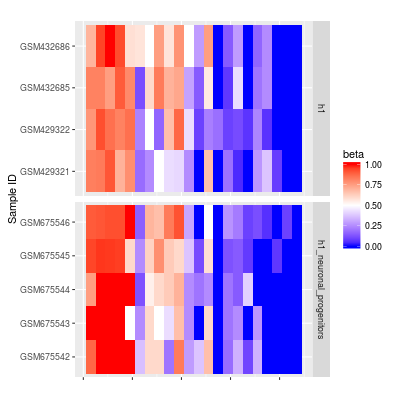 GSM432686
GSM432685
GSM429322
GSM429321
h1
GSM675546
GSM675545
GSM675544
GSM675543
GSM675542
h1_neuronal_progenitors
Sample ID
beta
1.00
0.75
0.50
0.25
0.00